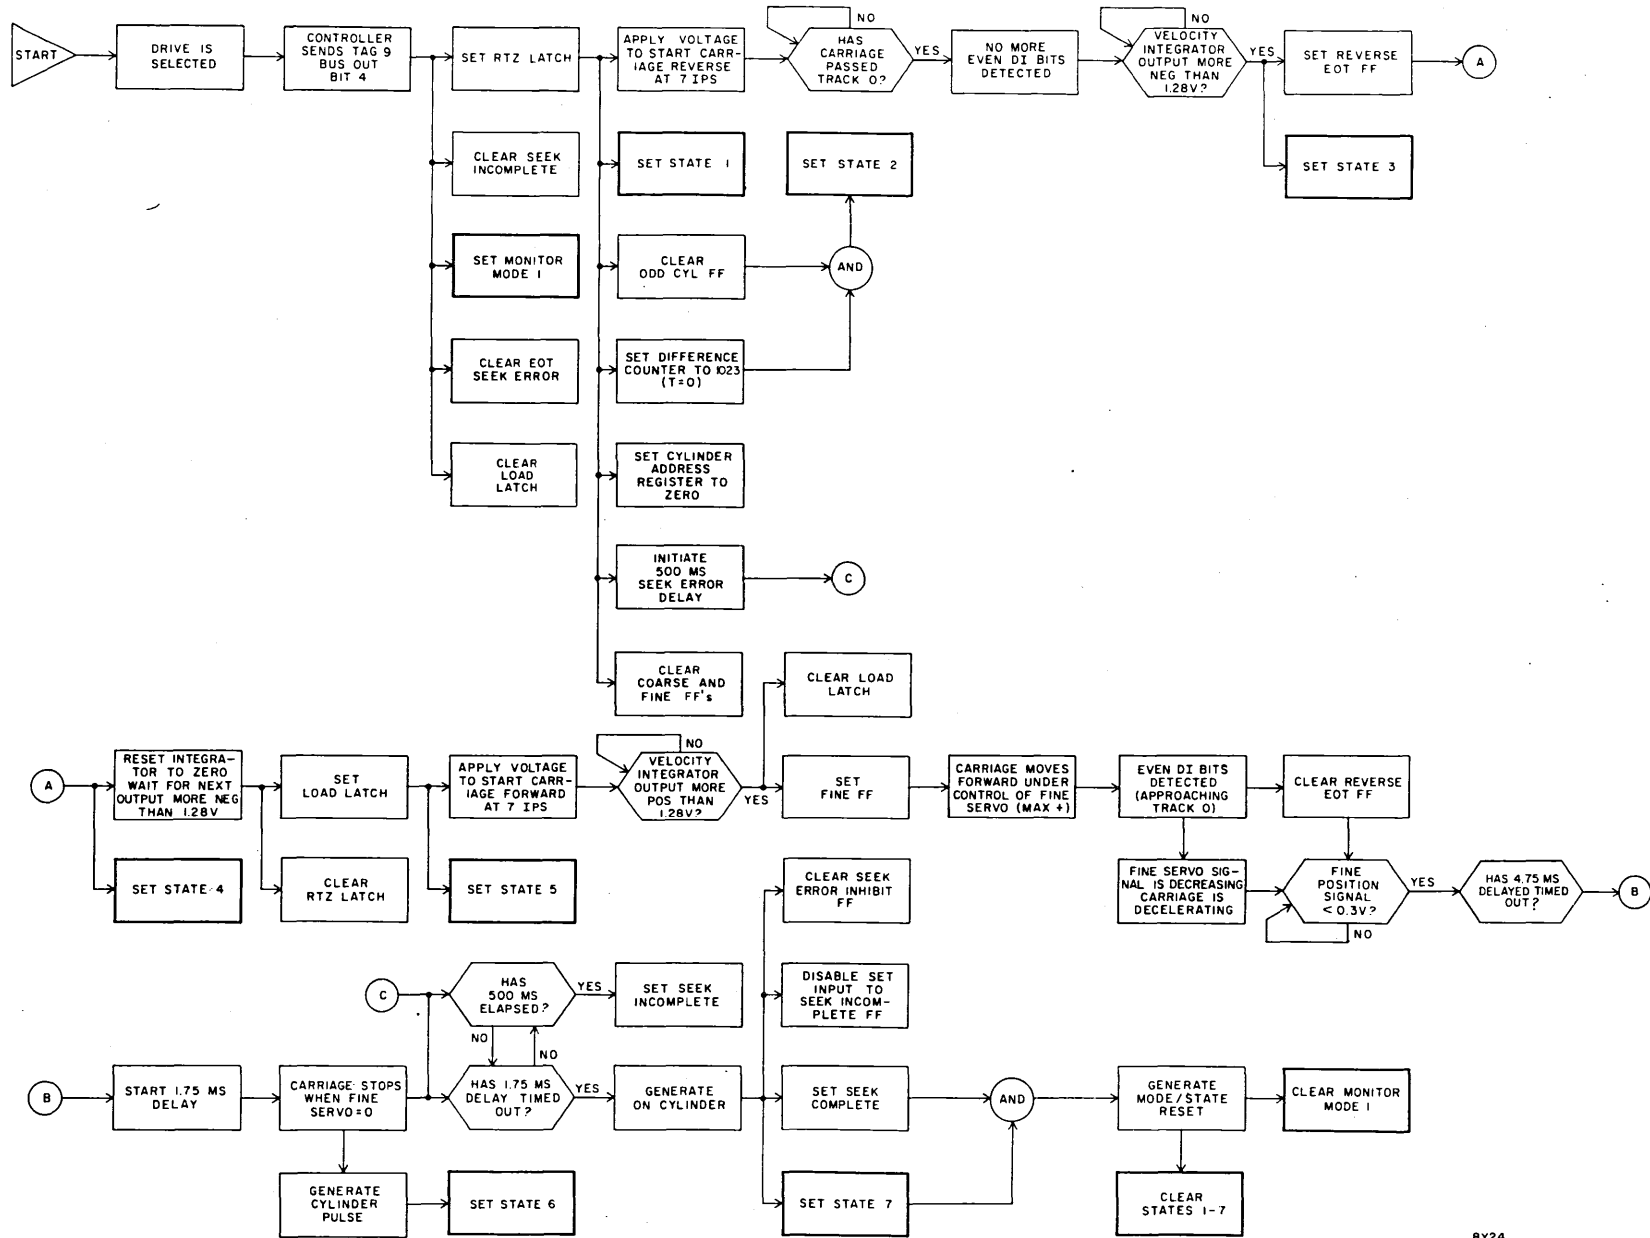 START
DRIVE IS
SELECTED
CONTROLLER
SENDS TAG 9
BUS OUT
BIT 4
SET RTZ LATCH
APPLY VOLTAGE
TO START CARR-
IAGE REVERSE
AT 7 IPS
NO
HAS
CARRIAGE
PASSED
TRACK 0?
YES
NO MORE
EVEN DI BITS
DETECTED
NO
VELOCITY
INTEGRATOR
OUTPUT MORE
NEG THAN
1.28V?
YES
SET REVERSE
EOT FF
A
CLEAR SEEK
INCOMPLETE
SET STATE 1
SET STATE 2
SET STATE 3
SET MONITOR
MODE 1
CLEAR
ODD CYL FF
AND
CLEAR EOT
SEEK ERROR
SET DIFFERENCE
COUNTER TO 1023
(T=0)
CLEAR
LOAD
LATCH
SET CYLINDER
ADDRESS
REGISTER TO
ZERO
INITIATE
500 MS
SEEK ERROR
DELAY
C
CLEAR
COARSE AND
FINE FF's
CLEAR LOAD
LATCH
A
RESET INTEGRA-
TOR TO ZERO
WAIT FOR NEXT
OUTPUT MORE NEG
THAN 1.28V
SET
LOAD LATCH
APPLY VOLTAGE
TO START CARR-
IAGE FORWARD
AT 7 IPS
NO
VELOCITY
INTEGRATOR
OUTPUT MORE
POS THAN
1.28V?
YES
SET
FINE FF
CARRIAGE MOVES
FORWARD UNDER
CONTROL OF FINE
SERVO (MAX +)
EVEN DI BITS
DETECTED
(APPROACHING
TRACK 0)
CLEAR REVERSE
EOT FF
SET STATE 4
CLEAR
RTZ LATCH
SET STATE 5
CLEAR SEEK
ERROR INHIBIT
FF
FINE SERVO SIG-
NAL IS DECREASING
CARRIAGE IS
DECELERATING
FINE
POSITION
SIGNAL
< 0.3V?
NO
YES
HAS 4.75 MS
DELAYED TIMED
OUT?
B
C
HAS
500 MS
ELAPSED?
YES
SET SEEK
INCOMPLETE
DISABLE SET
INPUT TO
SEEK INCOM-
PLETE FF
NO
NO
B
START 1.75 MS
DELAY
CARRIAGE STOPS
WHEN FINE
SERVO=0
HAS 1.75 MS
DELAY TIMED
OUT?
YES
GENERATE
ON CYLINDER
SET SEEK
COMPLETE
AND
GENERATE
MODE/STATE
RESET
CLEAR MONITOR
MODE 1
GENERATE
CYLINDER
PULSE
SET STATE 6
SET STATE 7
CLEAR
STATES 1-7
8Y24